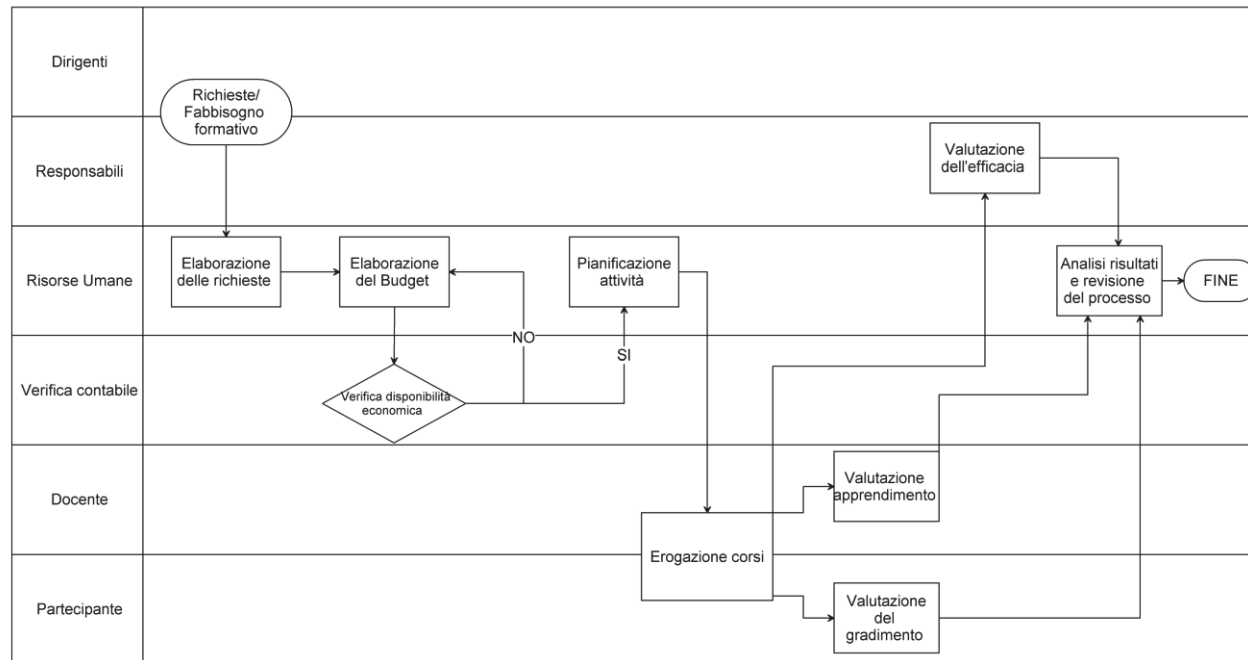 Dirigenti
Richieste/
Fabbisogno
formativo
Responsabili
Valutazione
dell'efficacia
Risorse Umane
Elaborazione
delle richieste
Elaborazione
del Budget
Pianificazione
attività
Analisi risultati
e revisione
del processo
FINE
NO
SI
Verifica contabile
Verifica disponibilità
economica
Docente
Valutazione
apprendimento
Erogazione corsi
Partecipante
Valutazione
del
gradimento